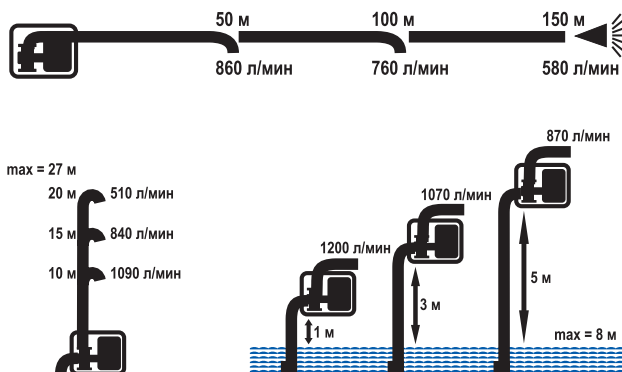 50 м 100 м 150 м
860 л/мин 760 л/мин 580 л/мин
max = 27 м
20 м 510 л/мин
15 м 840 л/мин
10 м 1090 л/мин
870 л/мин
1070 л/мин
1200 л/мин
5 м
3 м
1 м
max = 8 м